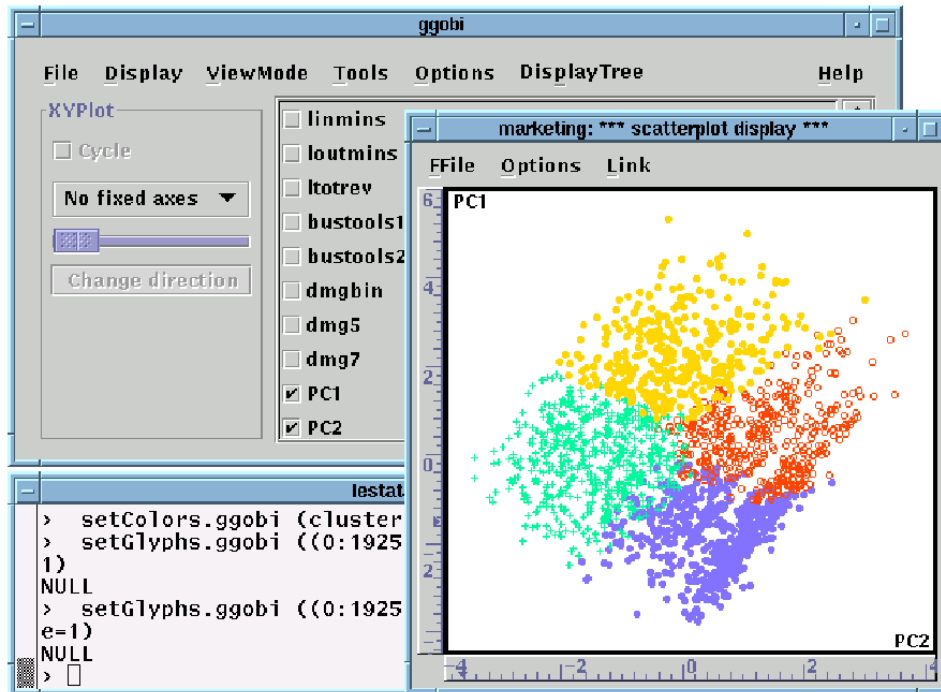 ggobi
File Display ViewMode Tools Options DisplayTree Help
XYPlot
Cycle
No fixed axes
Change direction
linmins
loutmins
ltotrev
bustools1
bustools2
dmgbin
dmg5
dmg7
PC1
PC2
marketing: *** scatterplot display ***
FFile Options Link
PC1
6
4
2
0
2
PC2
-4 -2 0 2 4
lestat
> setColors.ggobi (cluster
> setGlyphs.ggobi ((0:1925
1)
NULL
> setGlyphs.ggobi ((0:1925
e=1)
NULL
>